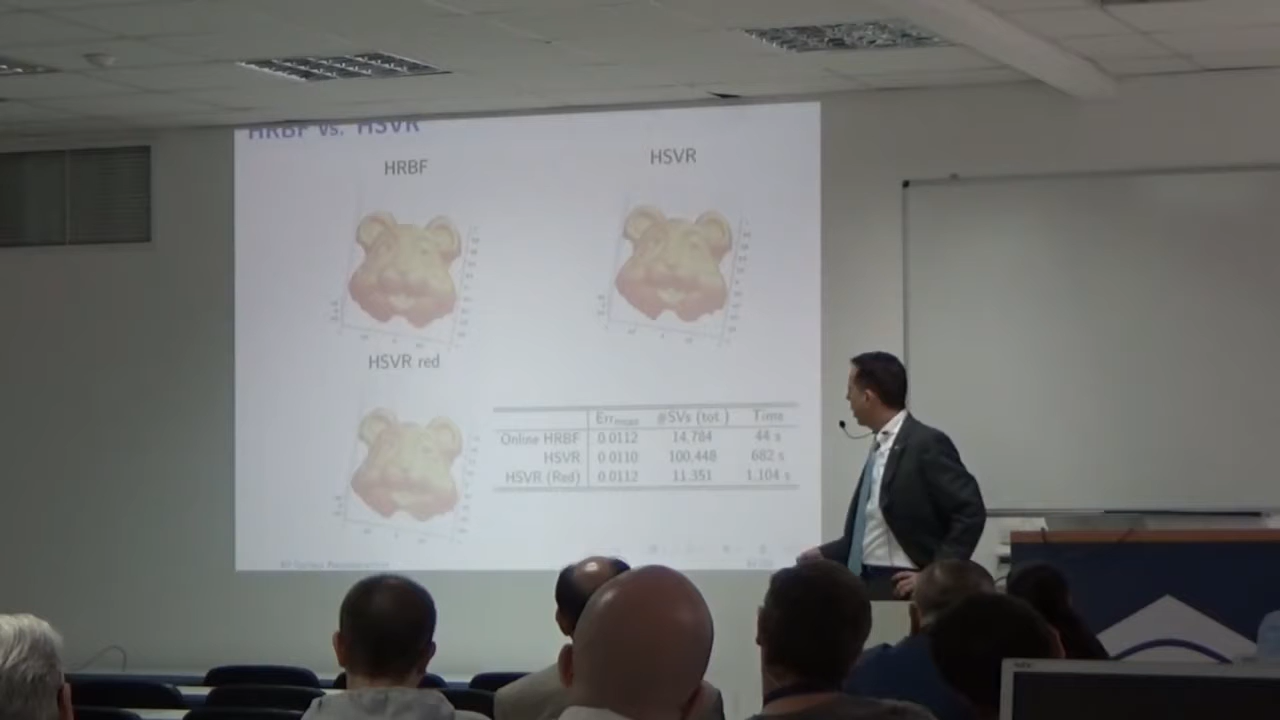 HRBF vs. HSVR
HRBF
HSVR
HSVR red
Err_mean #SVs (tot.) Time
Online HRBF 0.0112 14,784 44 s
HSVR 0.0110 100,448 682 s
HSVR (Red) 0.0112 11,351 1,104 s